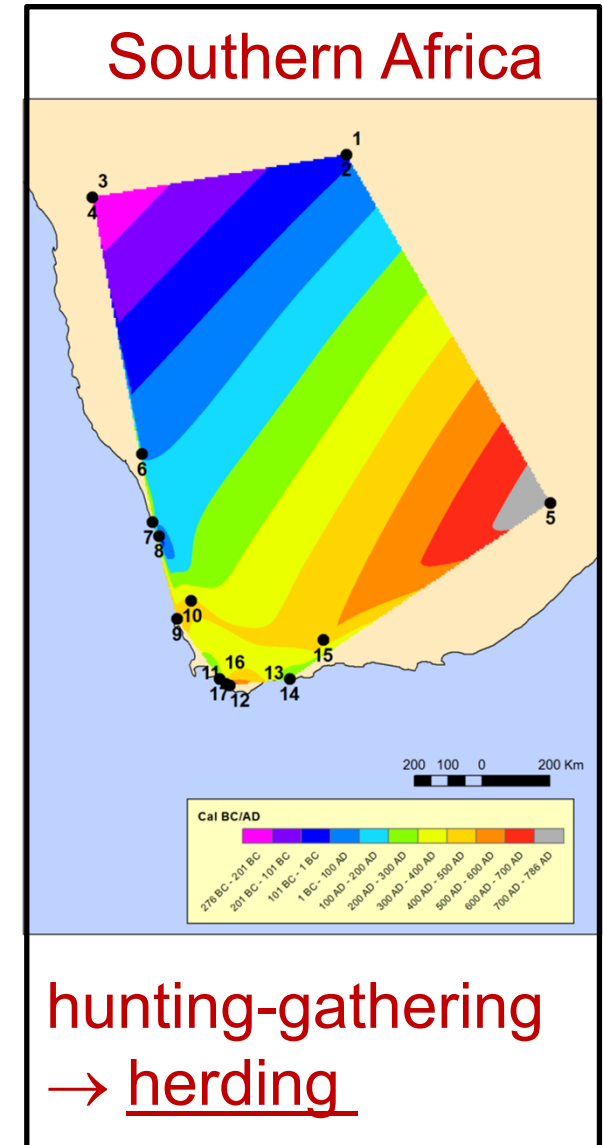 Southern Africa
1
2
3
4
5
6
7
8
10
9
15
16
11
13
14
17
12
200 100 0 200 Km
Cal BC/AD
276 BC - 201 BC
201 BC - 101 BC
101 BC - 1 BC
1 BC - 100 AD
100 AD - 200 AD
200 AD - 300 AD
300 AD - 400 AD
400 AD - 500 AD
500 AD - 600 AD
600 AD - 700 AD
700 AD - 786 AD
hunting-gathering
→ herding